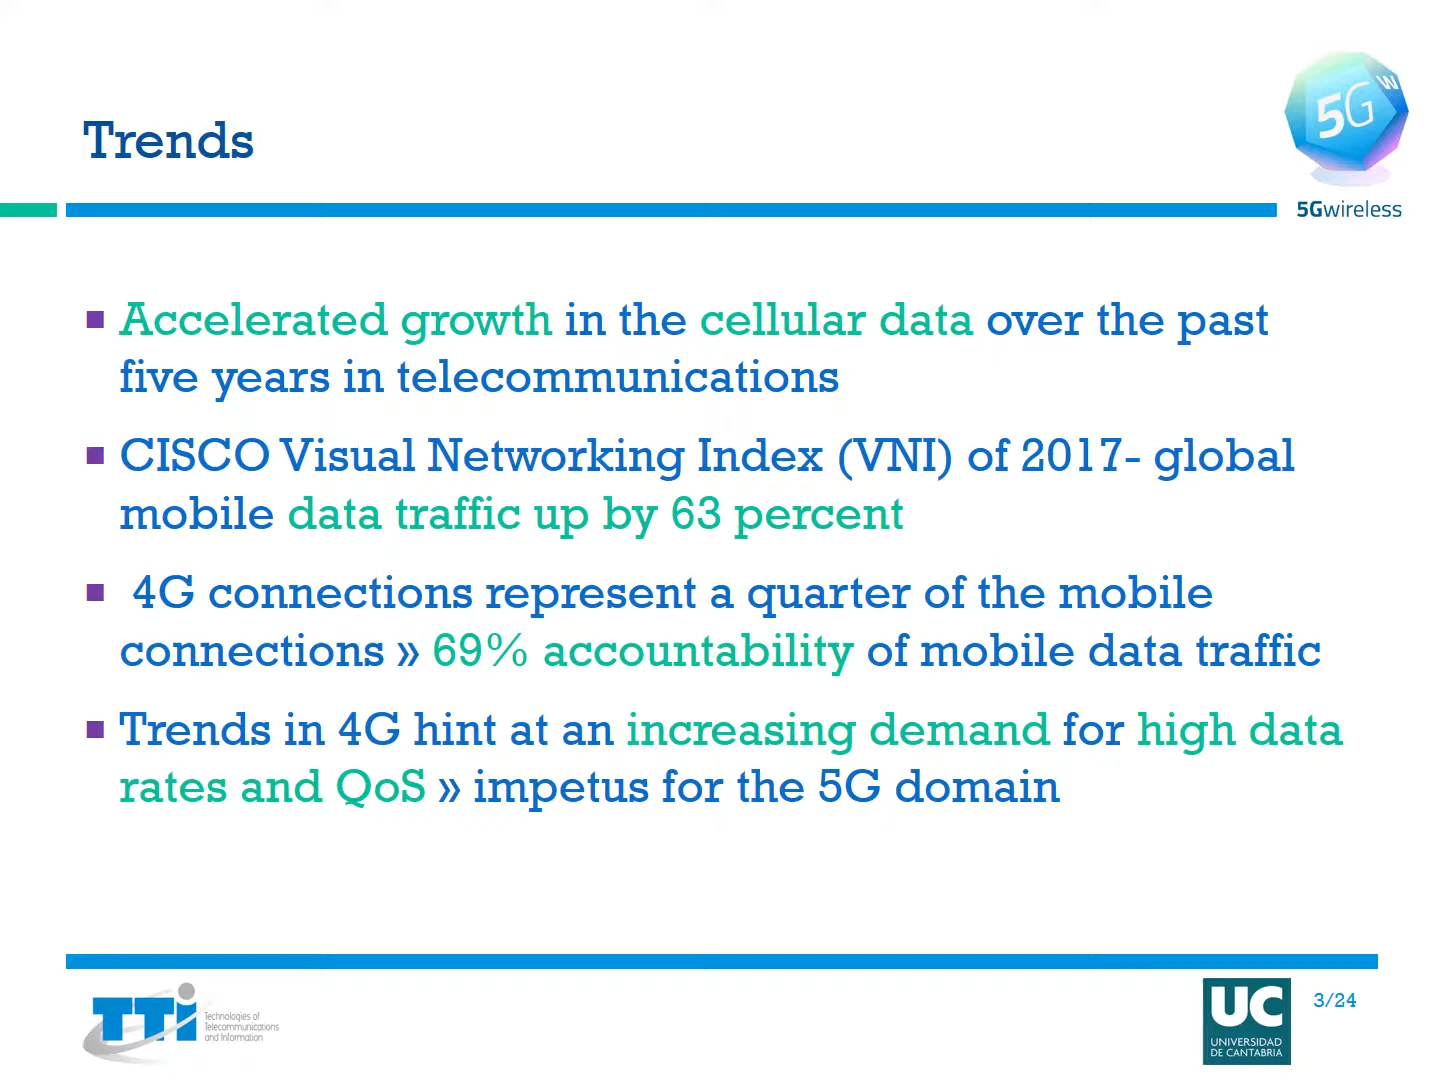 5G W
Trends
5Gwireless
▪ Accelerated growth in the cellular data over the past
five years in telecommunications
▪ CISCO Visual Networking Index (VNI) of 2017- global
mobile data traffic up by 63 percent
▪ 4G connections represent a quarter of the mobile
connections » 69% accountability of mobile data traffic
▪ Trends in 4G hint at an increasing demand for high data
rates and QoS » impetus for the 5G domain
TTi
Technologies of
Telecommunications
and Information
UC
UNIVERSIDAD
DE CANTABRIA
3/24